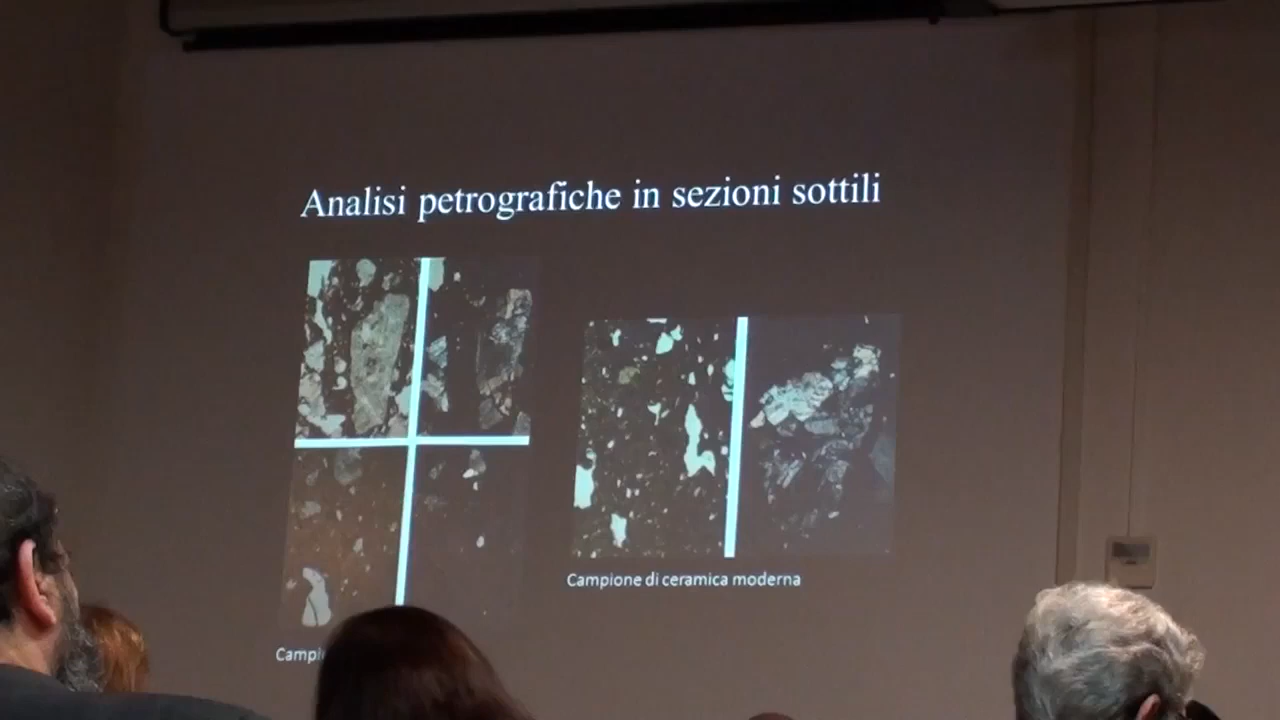 Analisi petrografiche in sezioni sottili
Campione di ceramica moderna